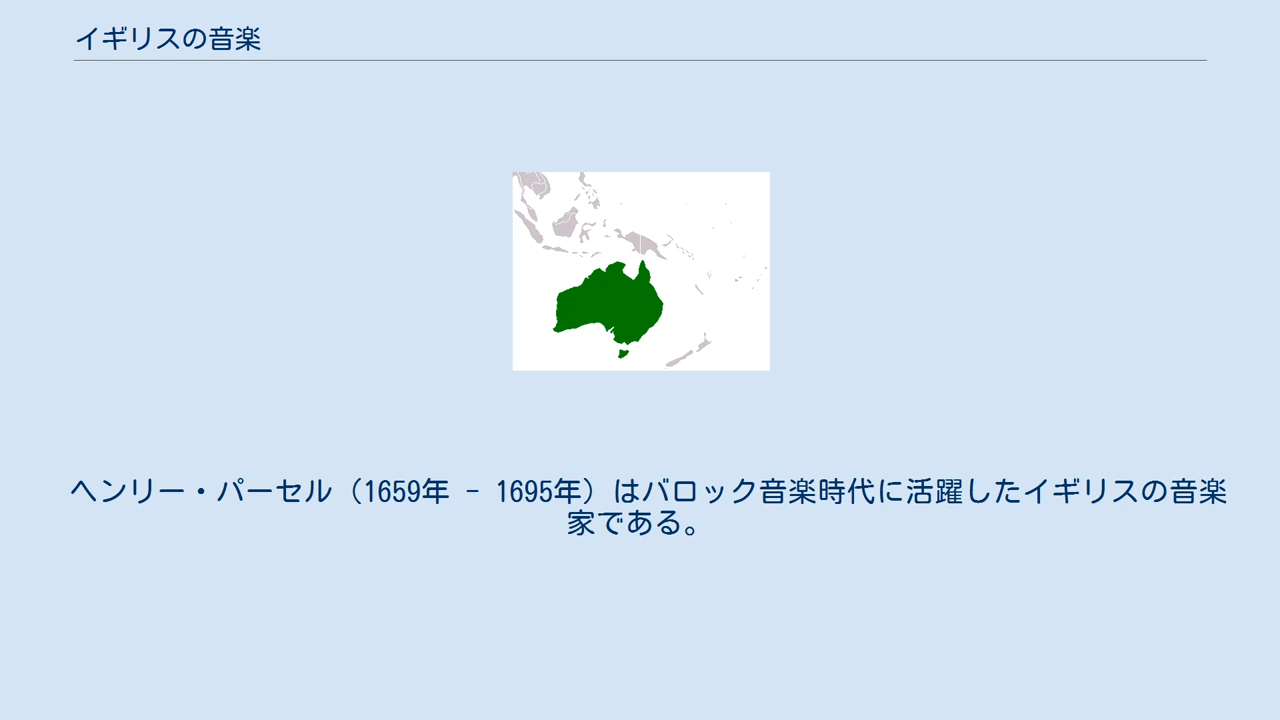 イギリスの音楽
ヘンリー・パーセル（1659年 - 1695年）はバロック音楽時代に活躍したイギリスの音楽
家である。